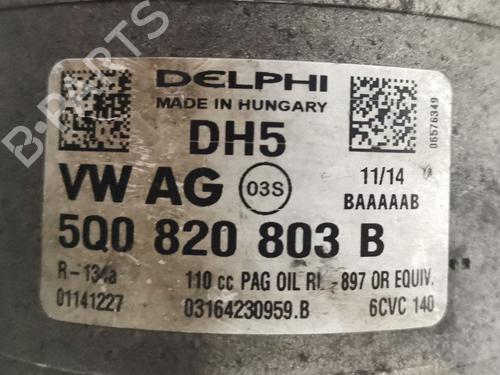 DELPHI
MADE IN HUNGARY
DH5
06576349
VW AG 03S 11/14
BAAAAAB
5Q0 820 803 B
R-134a 110 cc PAG OIL RL-897 OR EQUIV.
01141227 03164230959.B 6CVC 140
B-PARTS